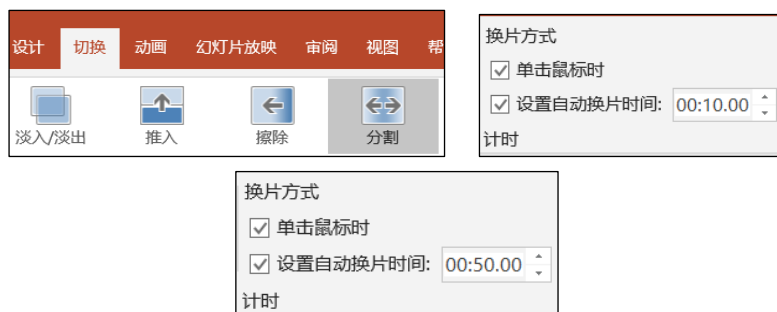 设计 切换 动画 幻灯片放映 审阅 视图 帮
淡入/淡出 推入 擦除 分割
换片方式
单击鼠标时
设置自动换片时间: 00:10.00
计时
换片方式
单击鼠标时
设置自动换片时间: 00:50.00
计时